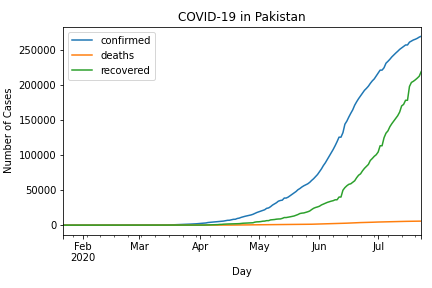 COVID-19 in Pakistan
confirmed
deaths
recovered
Number of Cases
250000
200000
150000
100000
50000
0
Feb
2020
Mar
Apr
May
Jun
Jul
Day